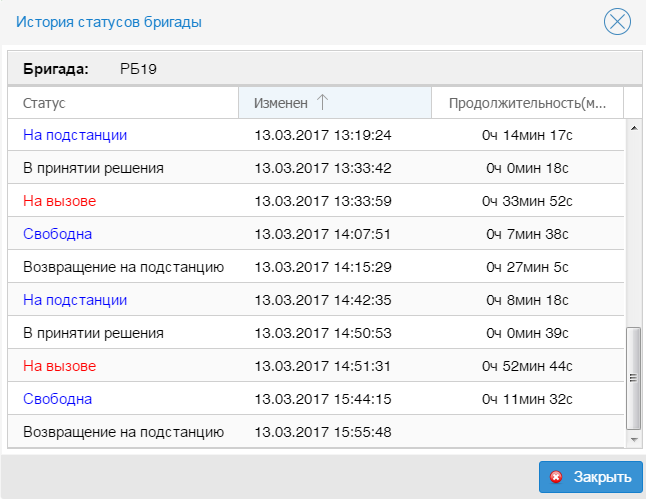 История статусов бригады
Бригада: РБ19
Статус Изменен Продолжительность(м...
На подстанции 13.03.2017 13:19:24 0ч 14мин 17с
В принятии решения 13.03.2017 13:33:42 0ч 0мин 18с
На вызове 13.03.2017 13:33:59 0ч 33мин 52с
Свободна 13.03.2017 14:07:51 0ч 7мин 38с
Возвращение на подстанцию 13.03.2017 14:15:29 0ч 27мин 5с
На подстанции 13.03.2017 14:42:35 0ч 8мин 18с
В принятии решения 13.03.2017 14:50:53 0ч 0мин 39с
На вызове 13.03.2017 14:51:31 0ч 52мин 44с
Свободна 13.03.2017 15:44:15 0ч 11мин 32с
Возвращение на подстанцию 13.03.2017 15:55:48
Закрыть